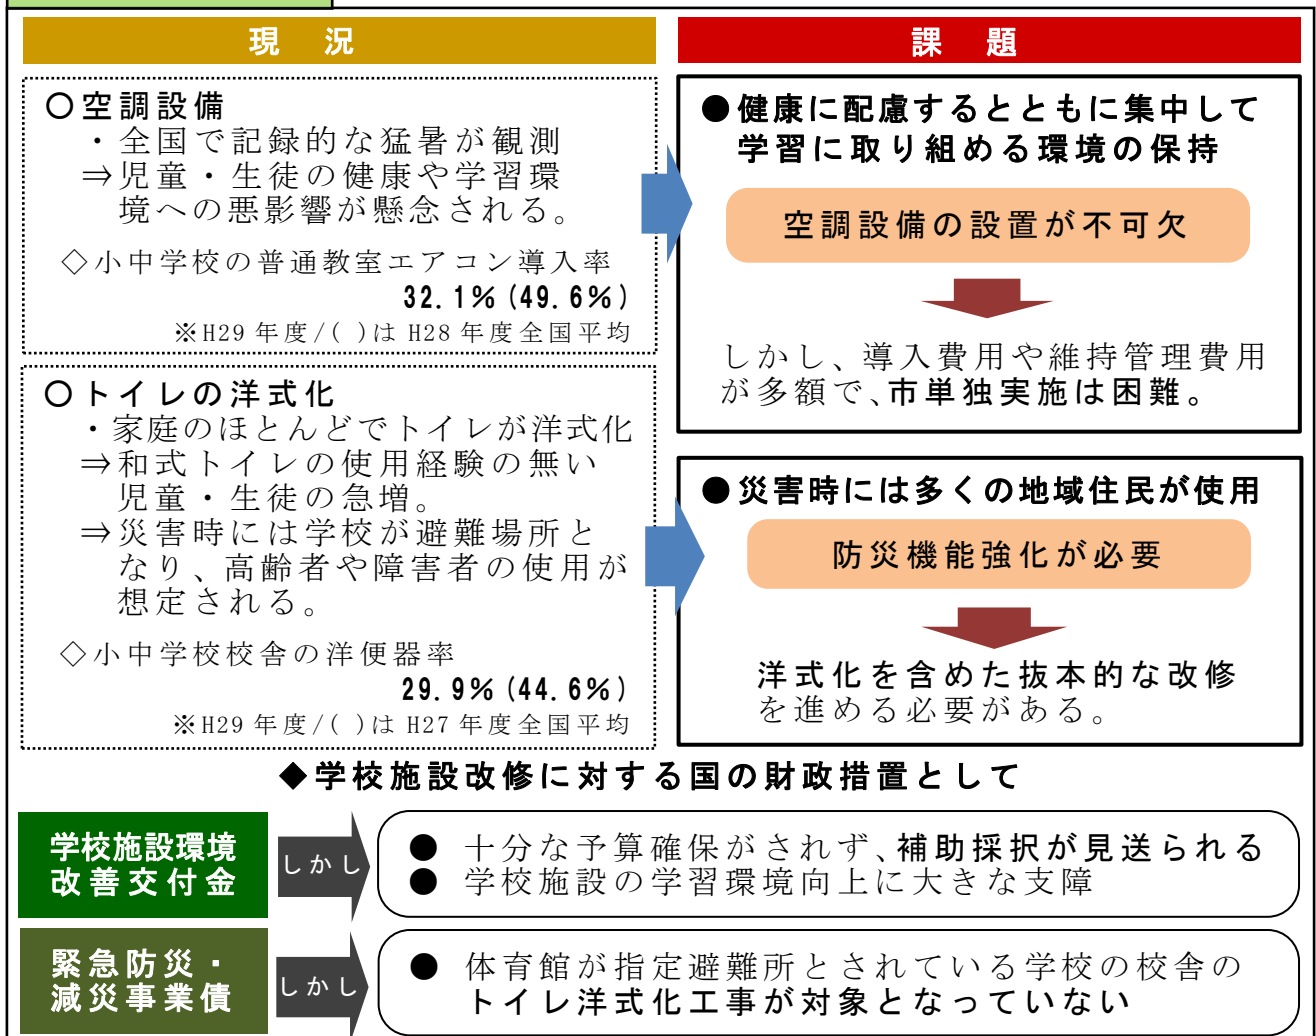 現況
〇空調設備
・全国で記録的な猛暑が観測
⇒児童・生徒の健康や学習環
境への悪影響が懸念される。
◇小中学校の普通教室エアコン導入率
32.1%(49.6%)
※H29年度/( )はH28年度全国平均
〇トイレの洋式化
・家庭のほとんどでトイレが洋式化
⇒和式トイレの使用経験の無い
児童・生徒の急増。
⇒災害時には学校が避難場所と
なり、高齢者や障害者の使用が
想定される。
◇小中学校校舎の洋便器率
29.9%(44.6%)
※H29年度/( )はH27年度全国平均
課題
●健康に配慮するとともに集中して
学習に取り組める環境の保持
空調設備の設置が不可欠
しかし、導入費用や維持管理費用
が多額で、市単独実施は困難。
●災害時には多くの地域住民が使用
防災機能強化が必要
洋式化を含めた抜本的な改修
を進める必要がある。
◆学校施設改修に対する国の財政措置として
学校施設環境
改善交付金
しかし
● 十分な予算確保がされず、補助採択が見送られる
● 学校施設の学習環境向上に大きな支障
緊急防災・
減災事業債
しかし
● 体育館が指定避難所とされている学校の校舎の
トイレ洋式化工事が対象となっていない